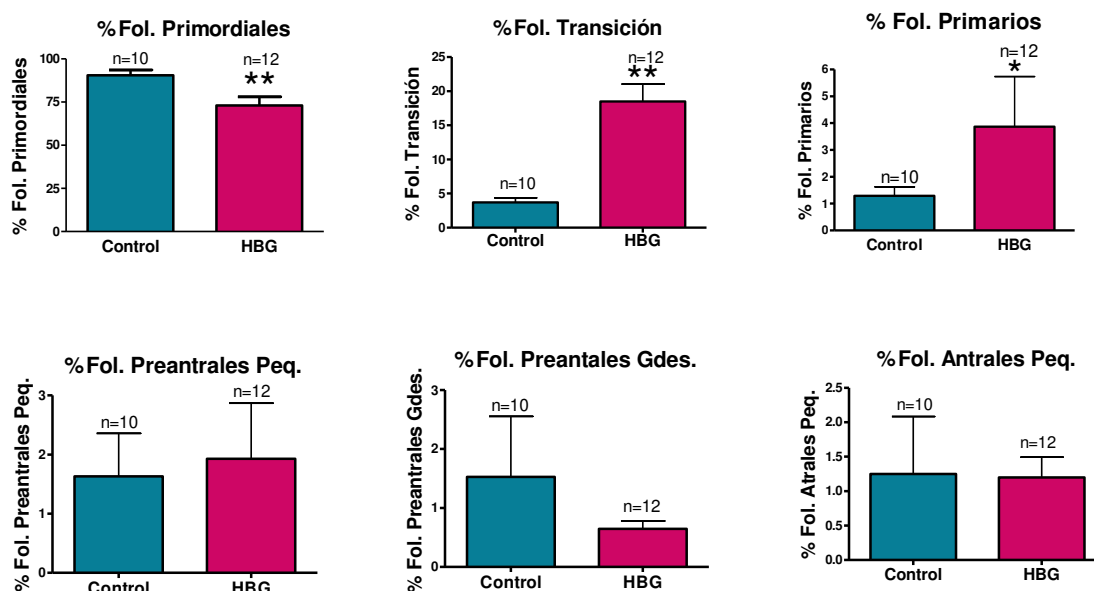 %Fol. Primordiales
% Fol. Primordiales
100
75
50
25
0
n=10
n=12
**
Control
HBG
%Fol. Transición
% Fol. Transición
25
20
15
10
5
0
n=10
n=12
**
Control
HBG
% Fol. Primarios
% Fol. Primarios
6
5
4
3
2
1
0
n=10
n=12
*
Control
HBG
%Fol. Preantrales Peq.
% Fol. Preantrales Peq.
3
2
1
0
n=10
n=12
Control
HBG
%Fol. Preantales Gdes.
% Fol. Preantrales Gdes.
3
2
1
0
n=10
n=12
Control
HBG
%Fol. Antrales Peq.
% Fol. Atrales Peq.
2.5
2.0
1.5
1.0
0.5
0.0
n=10
n=12
Control
HBG